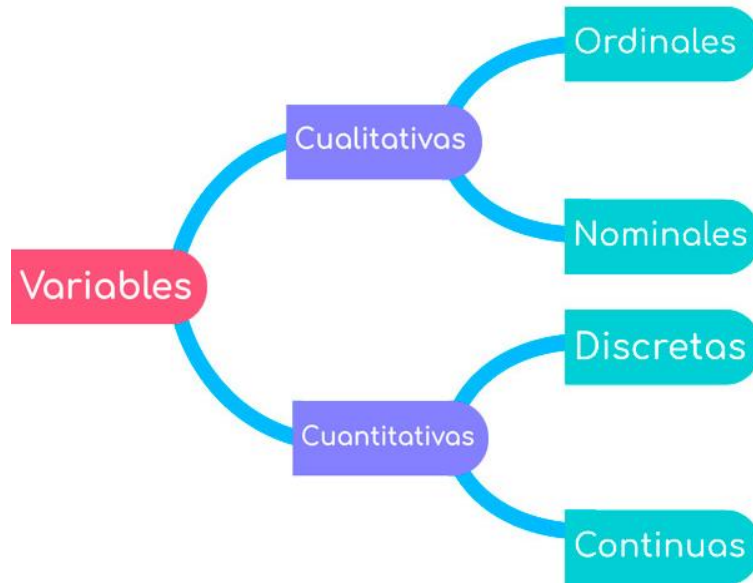 Variables
Cualitativas
Ordinales
Nominales
Cuantitativas
Discretas
Continuas